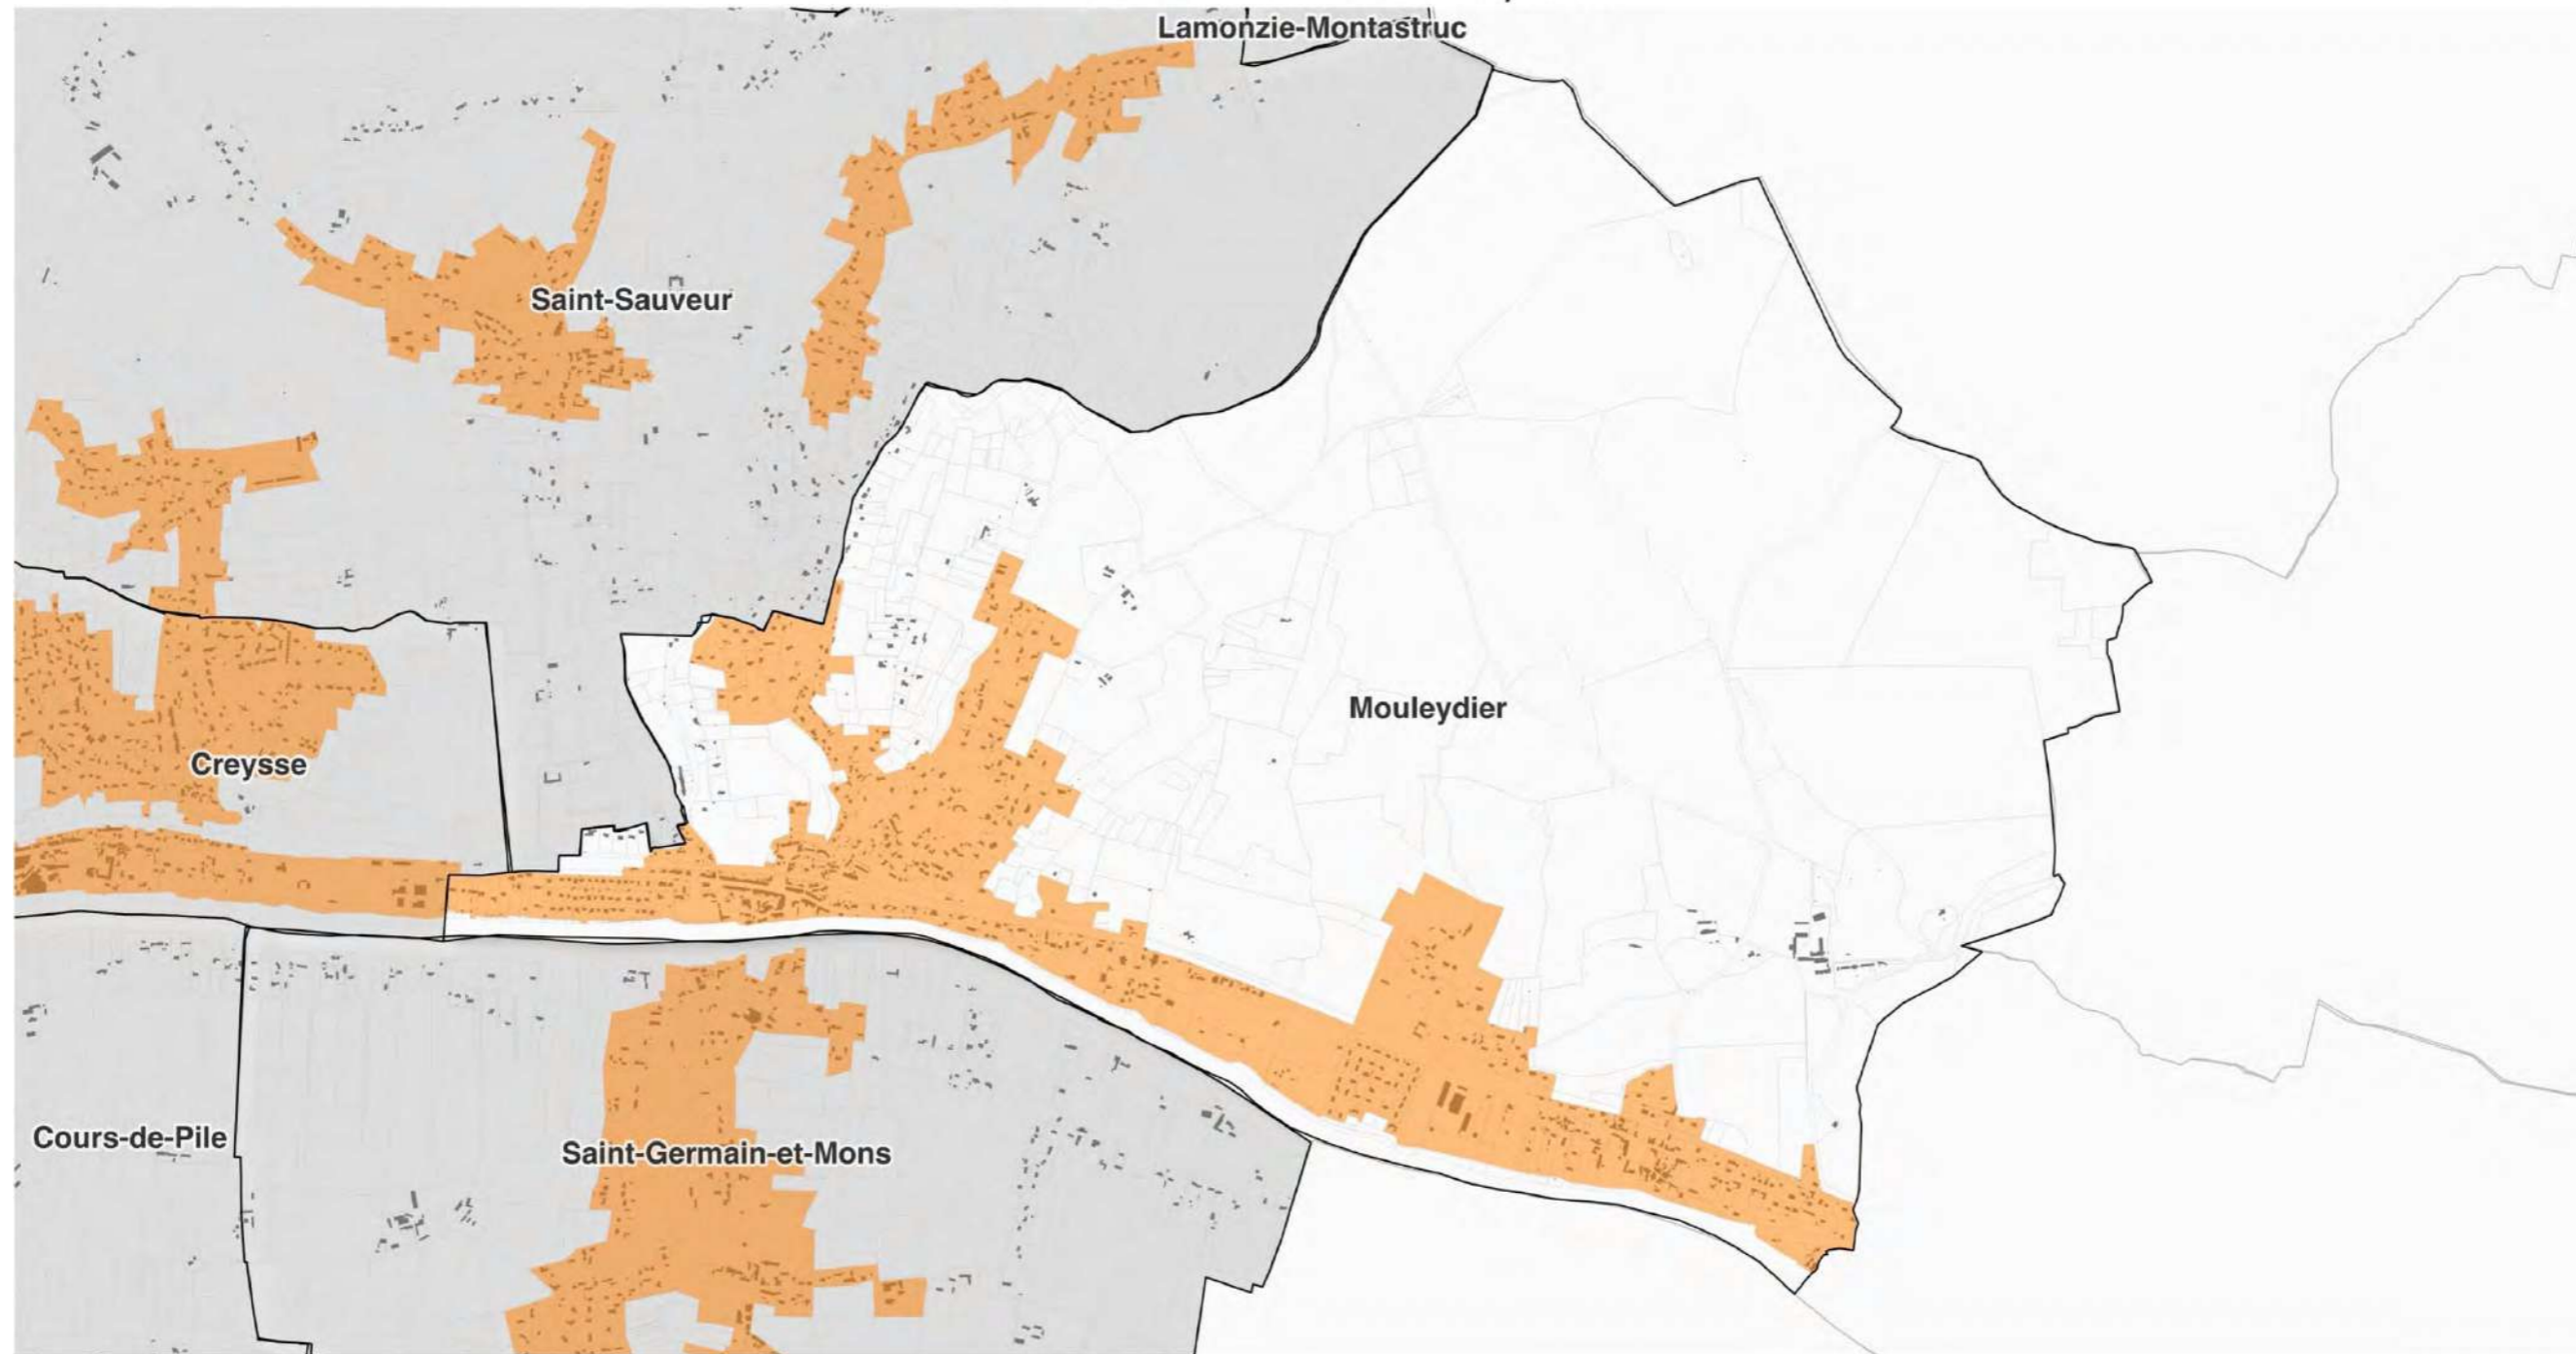 Lamonzie-Montastruc
Saint-Sauveur
Mouleydier
Creysse
Cours-de-Pile
Saint-Germain-et-Mons